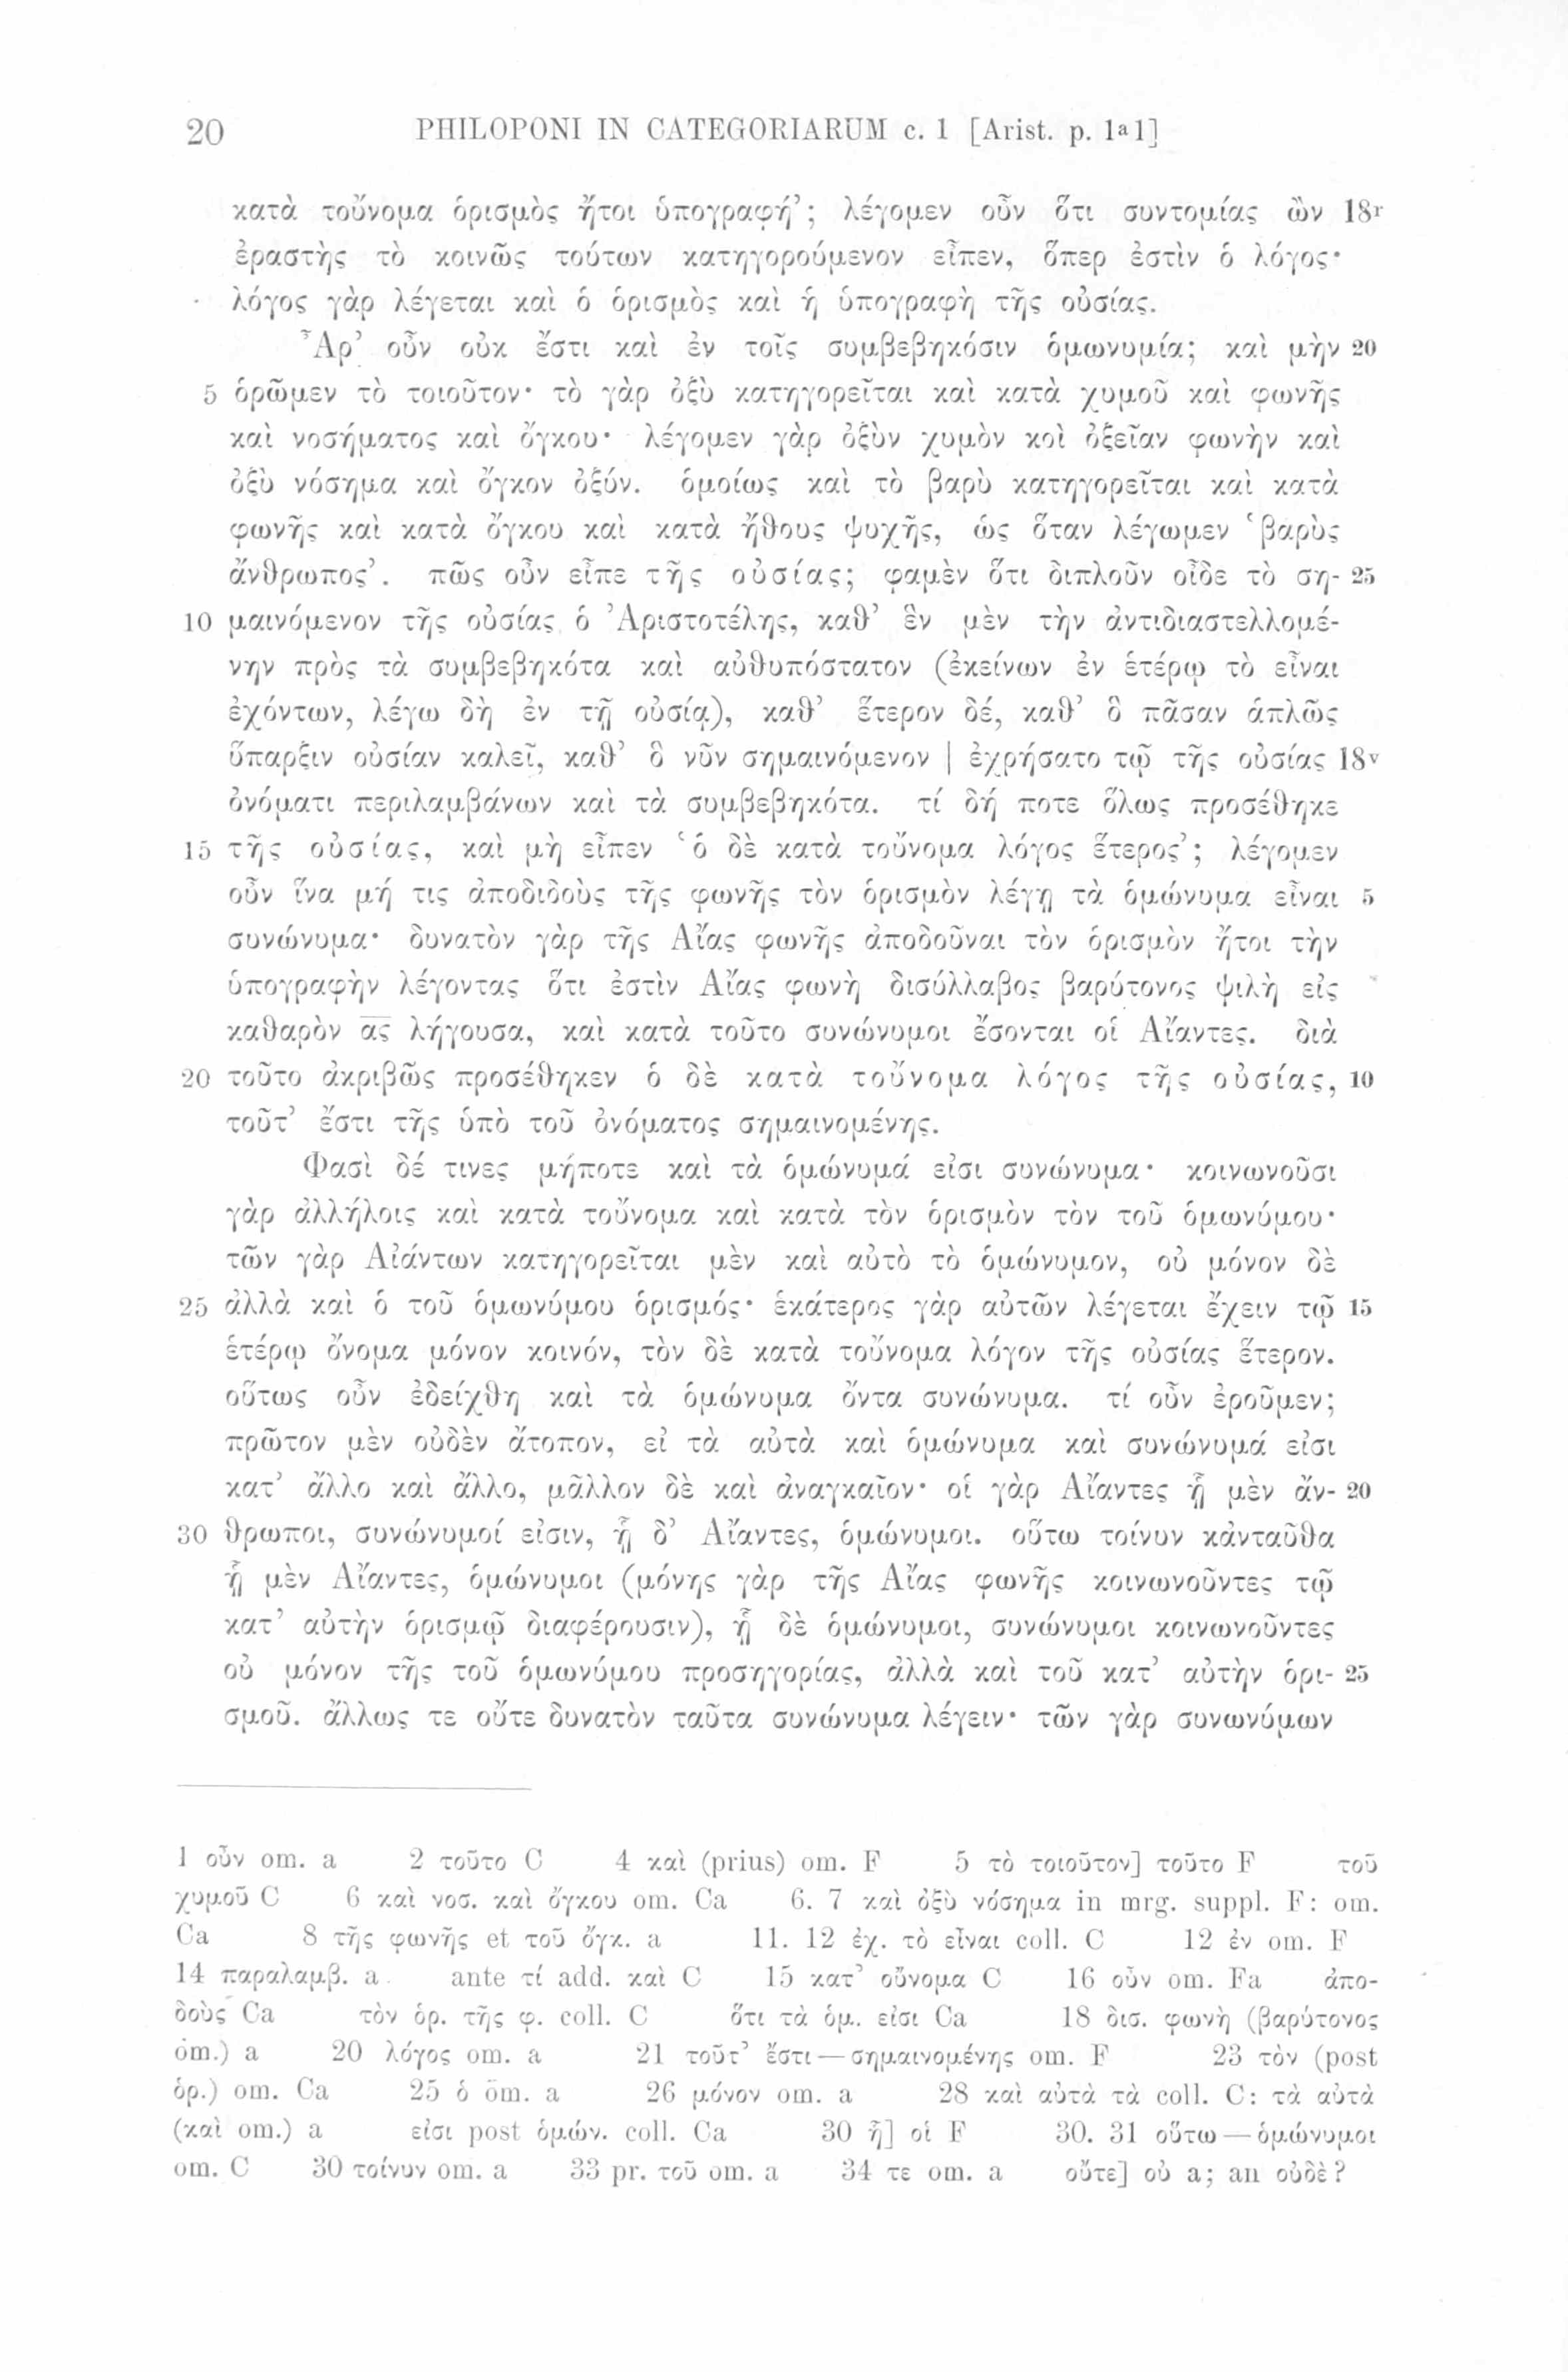 20 PHILOPONI IN CATEGORIARUM c. 1 [Arist. p. 1a1]
κατὰ τοὔνομα ὁρισμὸς ἤτοι ὑπογραφή’; λέγομεν οὖν ὅτι συντομίας ὢν 18r
ἐραστὴς τὸ κοινῶς τούτων κατηγορούμενον εἶπεν, ὅπερ ἐστὶν ὁ λόγος·
λόγος γὰρ λέγεται καὶ ὁ ὁρισμὸς καὶ ἡ ὑπογραφὴ τῆς οὐσίας.
Ἆρ’ οὖν οὐκ ἔστι καὶ ἐν τοῖς συμβεβηκόσιν ὁμωνυμία; καὶ μὴν 20
5 ὁρῶμεν τὸ τοιοῦτον· τὸ γὰρ ὀξὺ κατηγορεῖται καὶ κατὰ χυμοῦ καὶ φωνῆς
καὶ νοσήματος καὶ ὄγκου· λέγομεν γὰρ ὀξὺν χυμὸν κοὶ ὀξεῖαν φωνὴν καὶ
ὀξὺ νόσημα καὶ ὄγκον ὀξύν. ὁμοίως καὶ τὸ βαρὺ κατηγορεῖται καὶ κατὰ
φωνῆς καὶ κατὰ ὄγκου καὶ κατὰ ἤθους ψυχῆς, ὡς ὅταν λέγωμεν ‘βαρὺς
ἄνθρωπος’. πῶς οὖν εἶπε τῆς οὐσίας; φαμὲν ὅτι διπλοῦν οἶδε τὸ ση- 25
10 μαινόμενον τῆς οὐσίας ὁ Ἀριστοτέλης, καθ’ ἓν μὲν τὴν ἀντιδιαστελλομέ-
νην πρὸς τὰ συμβεβηκότα καὶ αὐθυπόστατον (ἐκείνων ἐν ἑτέρῳ τὸ εἶναι
ἐχόντων, λέγω δὴ ἐν τῇ οὐσίᾳ), καθ’ ἕτερον δέ, καθ’ ὃ πᾶσαν ἁπλῶς
ὕπαρξιν οὐσίαν καλεῖ, καθ’ ὃ νῦν σημαινόμενον | ἐχρήσατο τῷ τῆς οὐσίας 18v
ὀνόματι περιλαμβάνων καὶ τὰ συμβεβηκότα. τί δή ποτε ὅλως προσέθηκε
15 τῆς οὐσίας, καὶ μὴ εἶπεν ‘ὁ δὲ κατὰ τοὔνομα λόγος ἕτερος’; λέγομεν
οὖν ἵνα μή τις ἀποδιδοὺς τῆς φωνῆς τὸν ὁρισμὸν λέγῃ τὰ ὁμώνυμα εἶναι 5
συνώνυμα· δυνατὸν γὰρ τῆς Αἴας φωνῆς ἀποδοῦναι τὸν ὁρισμὸν ἤτοι τὴν
ὑπογραφὴν λέγοντας ὅτι ἐστὶν Αἴας φωνὴ δισύλλαβος βαρύτονος ψιλὴ εἰς
καθαρὸν ας λήγουσα, καὶ κατὰ τοῦτο συνώνυμοι ἔσονται οἱ Αἴαντες. διὰ
20 τοῦτο ἀκριβῶς προσέθηκεν ὁ δὲ κατὰ τοὔνομα λόγος τῆς οὐσίας, 10
τοῦτ’ ἔστι τῆς ὑπὸ τοῦ ὀνόματος σημαινομένης.
Φασὶ δέ τινες μήποτε καὶ τὰ ὁμώνυμά εἰσι συνώνυμα· κοινωνοῦσι
γὰρ ἀλλήλοις καὶ κατὰ τοὔνομα καὶ κατὰ τὸν ὁρισμὸν τὸν τοῦ ὁμωνύμου·
τῶν γὰρ Αἰάντων κατηγορεῖται μὲν καὶ αὐτὸ τὸ ὁμώνυμον, οὐ μόνον δὲ
25 ἀλλὰ καὶ ὁ τοῦ ὁμωνύμου ὁρισμός· ἑκάτερος γὰρ αὐτῶν λέγεται ἔχειν τῷ 15
ἑτέρῳ ὄνομα μόνον κοινόν, τὸν δὲ κατὰ τοὔνομα λόγον τῆς οὐσίας ἕτερον.
οὕτως οὖν ἐδείχθη καὶ τὰ ὁμώνυμα ὄντα συνώνυμα. τί οὖν ἐροῦμεν;
πρῶτον μὲν οὐδὲν ἄτοπον, εἰ τὰ αὐτὰ καὶ ὁμώνυμα καὶ συνώνυμά εἰσι
κατ’ ἄλλο καὶ ἄλλο, μᾶλλον δὲ καὶ ἀναγκαῖον· οἱ γὰρ Αἴαντες ᾗ μὲν ἄν- 20
30 θρωποι, συνώνυμοί εἰσιν, ᾗ δ’ Αἴαντες, ὁμώνυμοι. οὕτω τοίνυν κἀνταῦθα
ᾗ μὲν Αἴαντες, ὁμώνυμοι (μόνης γὰρ τῆς Αἴας φωνῆς κοινωνοῦντες τῷ
κατ’ αὐτὴν ὁρισμῷ διαφέρουσιν), ᾗ δὲ ὁμώνυμοι, συνώνυμοι κοινωνοῦντες
οὐ μόνον τῆς τοῦ ὁμωνύμου προσηγορίας, ἀλλὰ καὶ τοῦ κατ’ αὐτὴν ὁρι- 25
σμοῦ. ἄλλως τε οὔτε δυνατὸν ταῦτα συνώνυμα λέγειν· τῶν γὰρ συνωνύμων
1 οὖν om. a 2 τοῦτο C 4 καὶ (prius) om. F 5 τὸ τοιοῦτον] τοῦτο F τοῦ
χυμοῦ C 6 καὶ νοσ. καὶ ὄγκου om. Ca 6. 7 καὶ ὀξὺ νόσημα in mrg. suppl. F: om.
Ca 8 τῆς φωνῆς et τοῦ ὄγκ. a 11. 12 ἐχ. τὸ εἶναι coll. C 12 ἐν om. F
14 παραλαμβ. a ante τί add. καὶ C 15 κατ’ οὔνομα C 16 οὖν om. Fa ἀπο-
δοὺς Ca τὸν ὁρ. τῆς φ. coll. C ὅτι τὰ ὁμ. εἰσι Ca 18 δισ. φωνὴ (βαρύτονος
om.) a 20 λόγος om. a 21 τοῦτ’ ἔστι — σημαινομένης om. F 23 τὸν (post
ὁρ.) om. Ca 25 ὁ om. a 26 μόνον om. a 28 καὶ αὐτὰ τὰ coll. C: τὰ αὐτὰ
(καὶ om.) a εἰσι post ὁμών. coll. Ca 30 ᾗ] οἱ F 30. 31 οὕτω — ὁμώνυμοι
om. C 30 τοίνυν om. a 33 pr. τοῦ om. a 34 τε om. a οὔτε] οὐ a; an οὐδὲ?